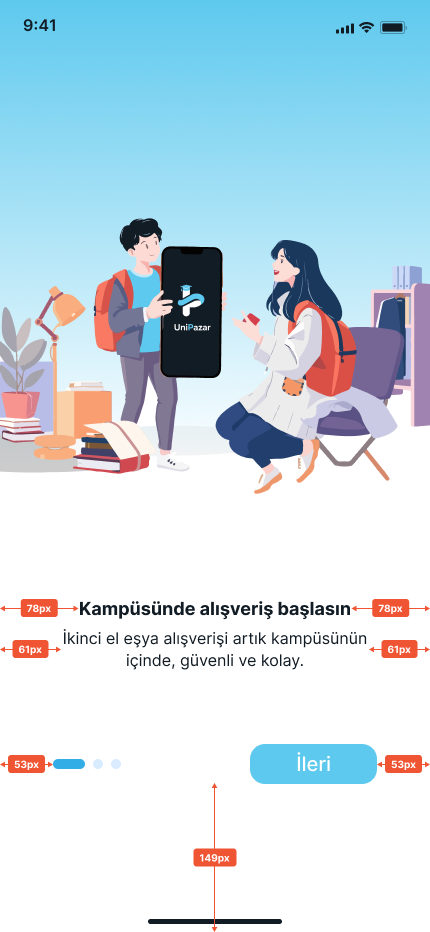 9:41
UniPazar
78px
Kampüsünde alışveriş başlasın
78px
61px
İkinci el eşya alışverişi artık kampüsünün
içinde, güvenli ve kolay.
61px
53px
İleri
53px
149px